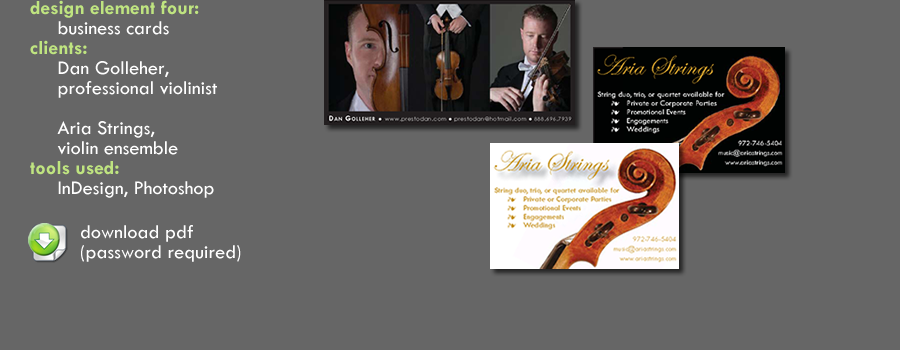 design element four:
business cards
clients:
Dan Golleher,
professional violinist
Aria Strings,
violin ensemble
tools used:
InDesign, Photoshop
download pdf
(password required)
DAN GOLLEHER • www.prestodan.com • prestodan@hotmail.com • 888.496.7939
Aria Strings
String duo, trio, or quartet available for
Private or Corporate Parties
Promotional Events
Engagements
Weddings
972-746-5404
music@ariastrings.com
www.ariastrings.com
Aria Strings
String duo, trio, or quartet available for
Private or Corporate Parties
Promotional Events
Engagements
Weddings
972-746-5404
music@ariastrings.com
www.ariastrings.com